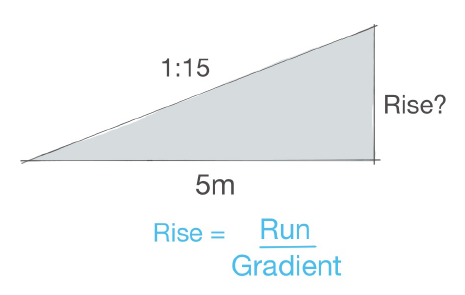 1:15
Rise?
5m
Rise = Run
Gradient